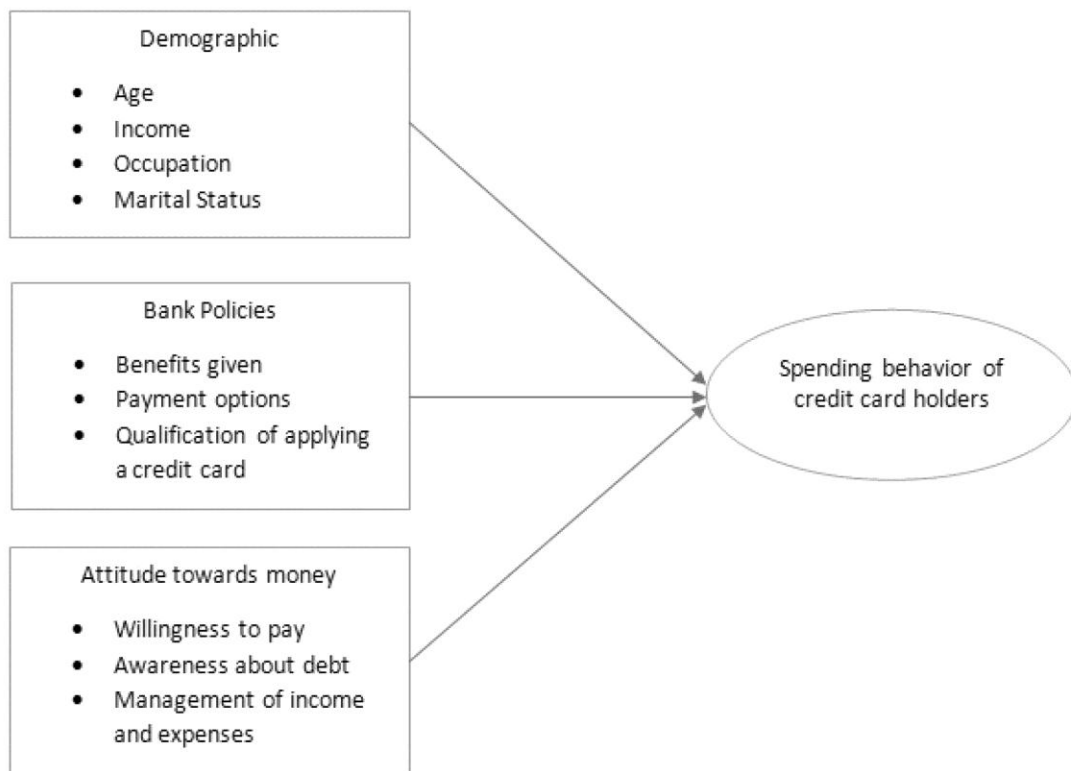 Demographic
• Age
• Income
• Occupation
• Marital Status
Bank Policies
• Benefits given
• Payment options
• Qualification of applying
a credit card
Attitude towards money
• Willingness to pay
• Awareness about debt
• Management of income
and expenses
Spending behavior of
credit card holders